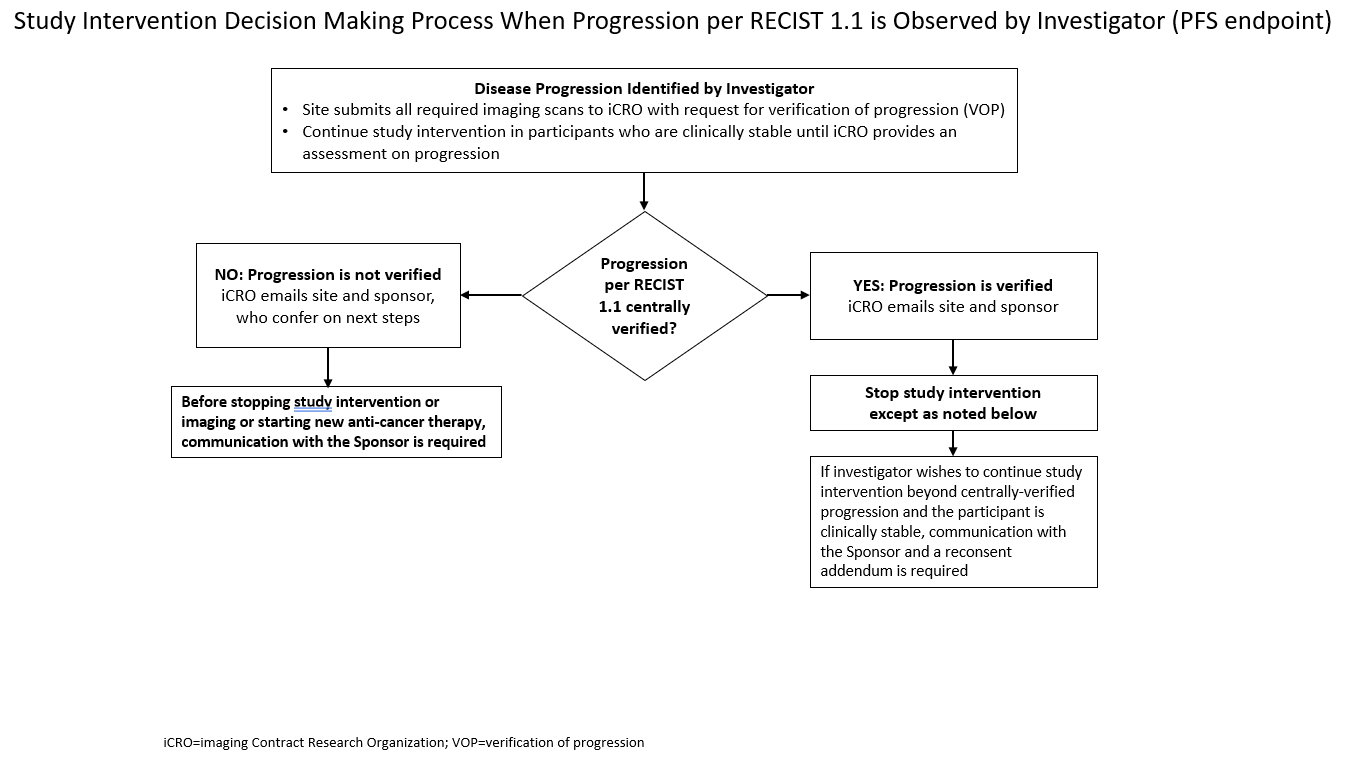 Study Intervention Decision Making Process When Progression per RECIST 1.1 is Observed by Investigator (PFS endpoint)
Disease Progression Identified by Investigator
• Site submits all required imaging scans to iCRO with request for verification of progression (VOP)
• Continue study intervention in participants who are clinically stable until iCRO provides an
assessment on progression
Progression
per RECIST
1.1 centrally
verified?
NO: Progression is not verified
iCRO emails site and sponsor,
who confer on next steps
Before stopping study intervention or
imaging or starting new anti-cancer therapy,
communication with the Sponsor is required
YES: Progression is verified
iCRO emails site and sponsor
Stop study intervention
except as noted below
If investigator wishes to continue study
intervention beyond centrally-verified
progression and the participant is
clinically stable, communication with
the Sponsor and a reconsent
addendum is required
iCRO=imaging Contract Research Organization; VOP=verification of progression